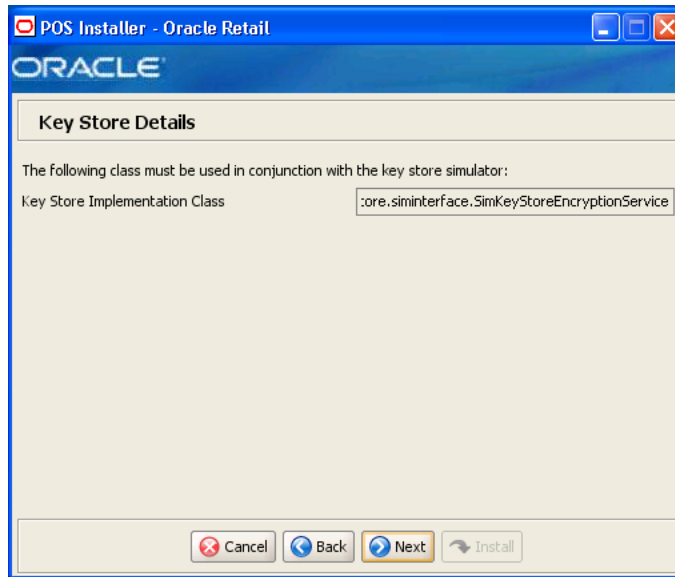 POS Installer - Oracle Retail
ORACLE
Key Store Details
The following class must be used in conjunction with the key store simulator:
Key Store Implementation Class :ore.siminterface.SimKeyStoreEncryptionService
Cancel Back Next Install